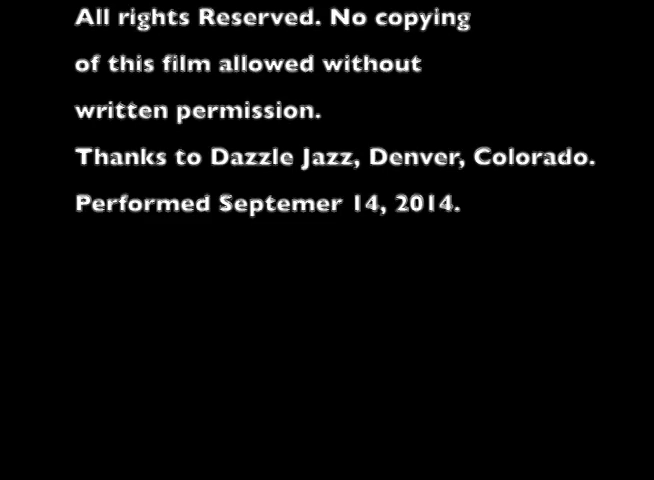 All rights Reserved. No copying
of this film allowed without
written permission.
Thanks to Dazzle Jazz, Denver, Colorado.
Performed Septemer 14, 2014.